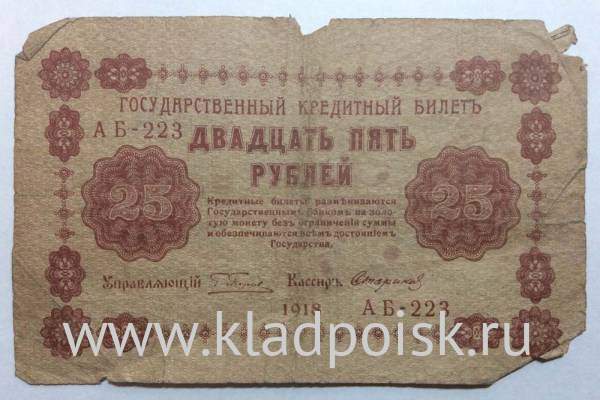 ГОСУДАРСТВЕННЫЙ КРЕДИТНЫЙ БИЛЕТЪ
АБ-223 ДВАДЦАТЬ ПЯТЬ
РУБЛЕЙ
25
25
Кредитные билеты размѣниваются
Государственнымъ Банкомъ на золо-
тую монету безъ ограниченія суммы
и обезпечиваются всѣмъ достояніемъ
Государства.
Управляющій
Кассиръ
1918 АБ-223
www.kladpoisk.ru